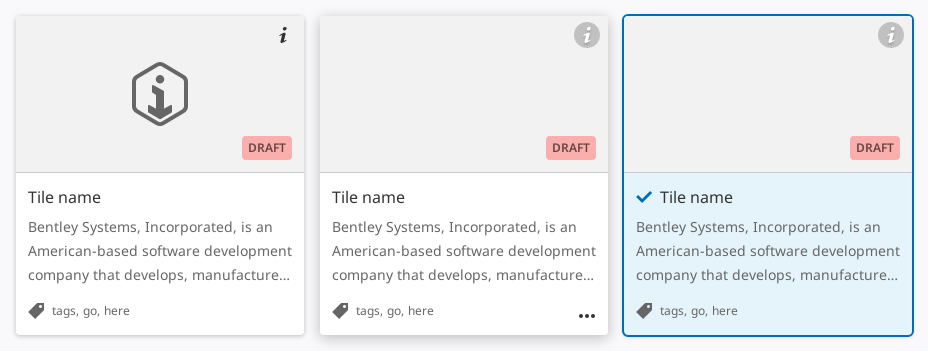 DRAFT
Tile name
Bentley Systems, Incorporated, is an
American-based software development
company that develops, manufacture...
tags, go, here
DRAFT
Tile name
Bentley Systems, Incorporated, is an
American-based software development
company that develops, manufacture...
tags, go, here
DRAFT
Tile name
Bentley Systems, Incorporated, is an
American-based software development
company that develops, manufacture...
tags, go, here